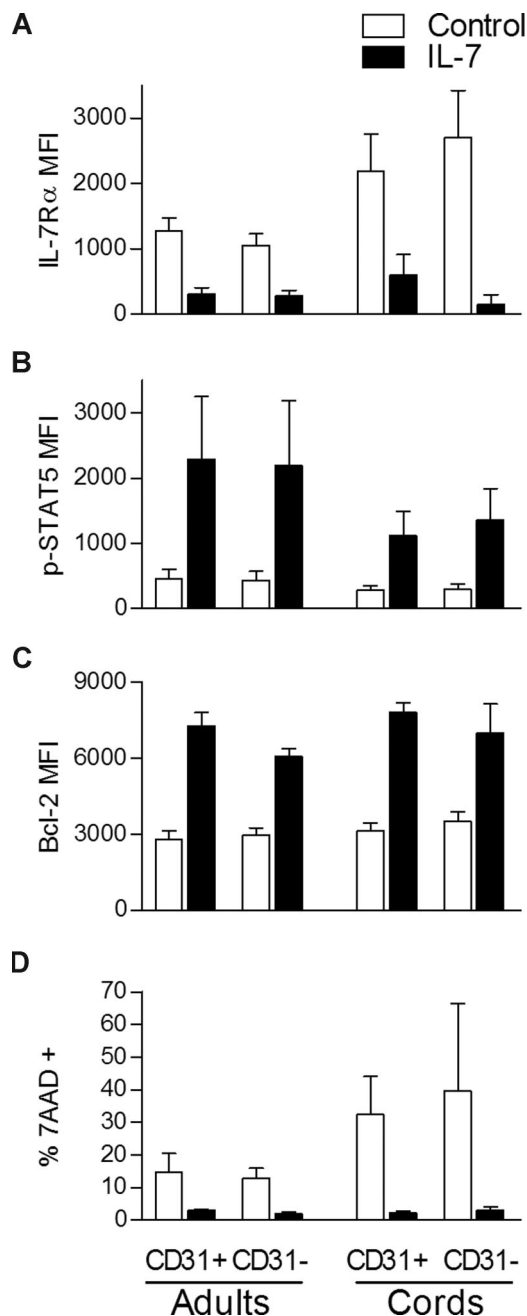 A
Control
IL-7
IL-7Rα MFI
3000
2000
1000
0
B
p-STAT5 MFI
3000
2000
1000
0
C
Bcl-2 MFI
9000
6000
3000
0
D
% 7AAD +
70
60
50
40
30
20
10
0
CD31+ CD31- CD31+ CD31-
Adults Cords